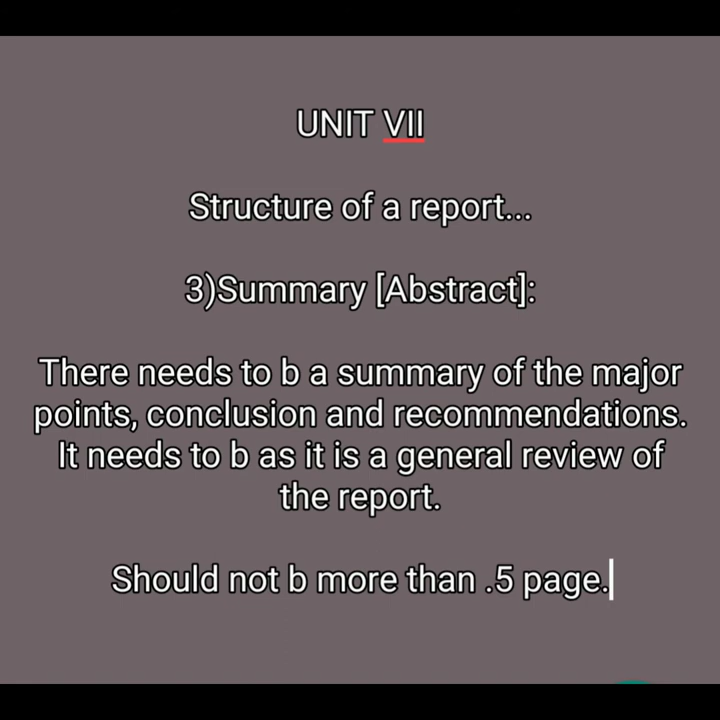 UNIT VII
Structure of a report...
3)Summary [Abstract]:
There needs to b a summary of the major
points, conclusion and recommendations.
It needs to b as it is a general review of
the report.
Should not b more than .5 page.